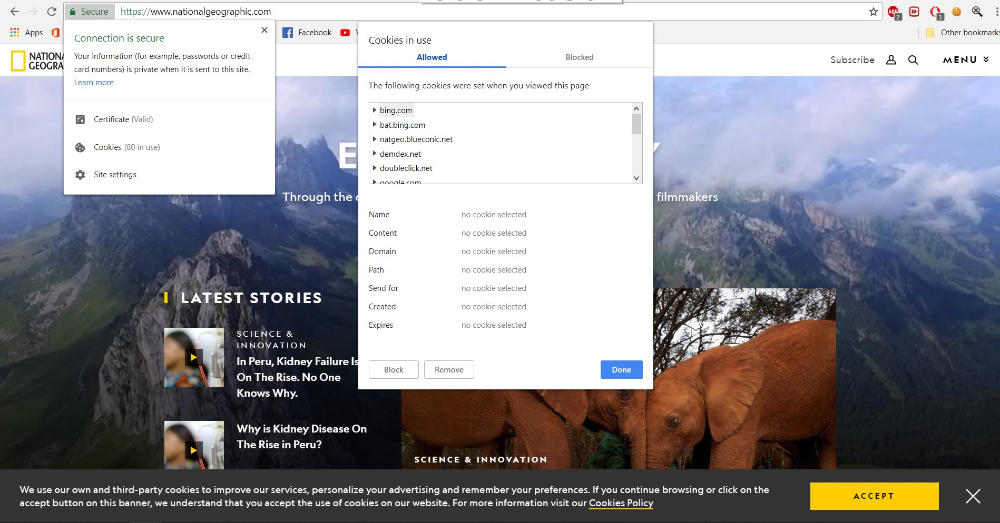 Secure https://www.nationalgeographic.com
ABP 2 3
Apps
Facebook
Other bookmarks
Connection is secure
Your information (for example, passwords or credit
card numbers) is private when it is sent to this site.
Learn more
Certificate (Valid)
Cookies (80 in use)
Site settings
NATIONA
GEOGRA
Subscribe
MENU
Cookies in use
Allowed Blocked
The following cookies were set when you viewed this page
bing.com
bat.bing.com
natgeo.blueconic.net
demdex.net
doubleclick.net
google.com
Name no cookie selected
Content no cookie selected
Domain no cookie selected
Path no cookie selected
Send for no cookie selected
Created no cookie selected
Expires no cookie selected
Block Remove Done
E Y
Through the e filmmakers
LATEST STORIES
SCIENCE &
INNOVATION
In Peru, Kidney Failure Is
On The Rise. No One
Knows Why.
Why is Kidney Disease On
The Rise in Peru?
SCIENCE & INNOVATION
We use our own and third-party cookies to improve our services, personalize your advertising and remember your preferences. If you continue browsing or click on the
accept button on this banner, we understand that you accept the use of cookies on our website. For more information visit our Cookies Policy
ACCEPT